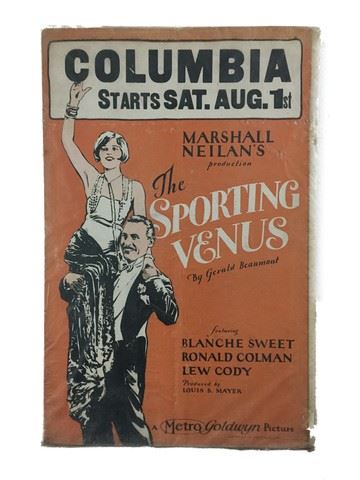 COLUMBIA
STARTS SAT. AUG. 1st
MARSHALL
NEILAN'S
production
The
SPORTING
VENUS
By Gerald Beaumont
featuring
BLANCHE SWEET
RONALD COLMAN
LEW CODY
Produced by
LOUIS B. MAYER
A Metro Goldwyn Picture